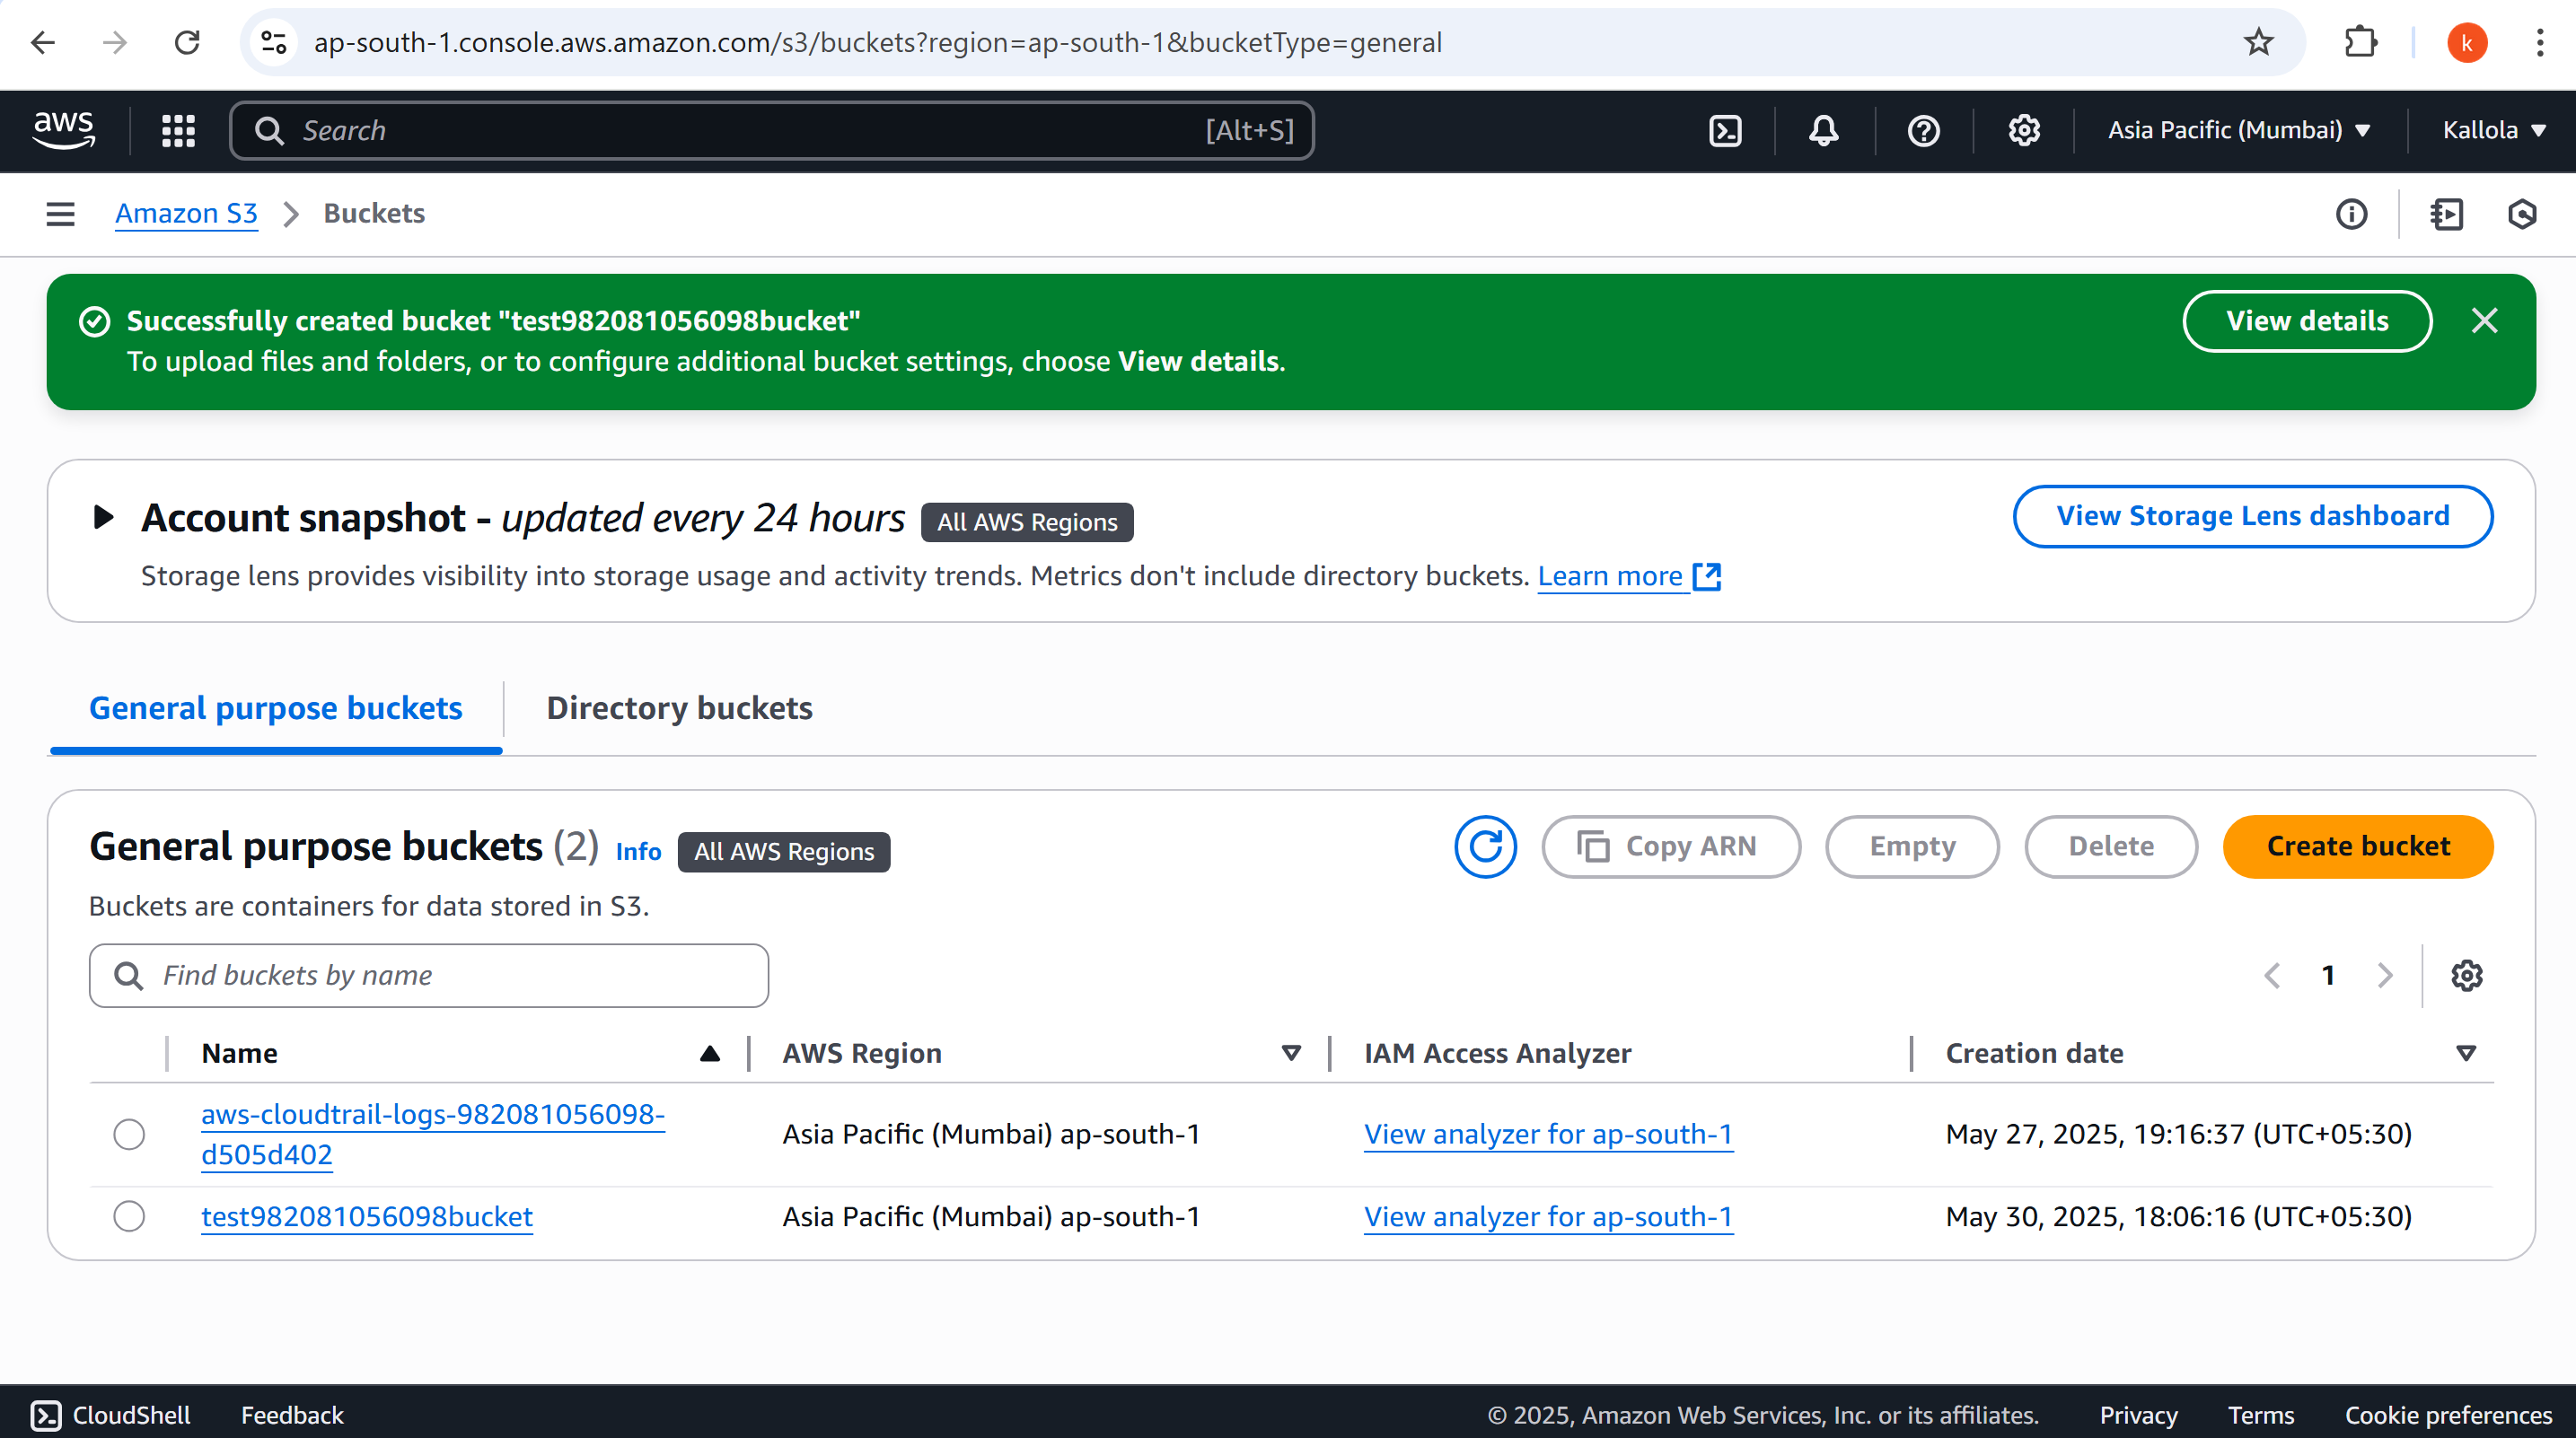 ap-south-1.console.aws.amazon.com/s3/buckets?region=ap-south-1&bucketType=general
k
aws
Search
[Alt+S]
Asia Pacific (Mumbai)
Kallola
Amazon S3
Buckets
Successfully created bucket "test982081056098bucket"
To upload files and folders, or to configure additional bucket settings, choose View details.
View details
Account snapshot - updated every 24 hours
All AWS Regions
View Storage Lens dashboard
Storage lens provides visibility into storage usage and activity trends. Metrics don't include directory buckets. Learn more
General purpose buckets
Directory buckets
General purpose buckets (2) Info
All AWS Regions
Copy ARN
Empty
Delete
Create bucket
Buckets are containers for data stored in S3.
Find buckets by name
1
Name
AWS Region
IAM Access Analyzer
Creation date
aws-cloudtrail-logs-982081056098-
d505d402
Asia Pacific (Mumbai) ap-south-1
View analyzer for ap-south-1
May 27, 2025, 19:16:37 (UTC+05:30)
test982081056098bucket
Asia Pacific (Mumbai) ap-south-1
View analyzer for ap-south-1
May 30, 2025, 18:06:16 (UTC+05:30)
CloudShell
Feedback
© 2025, Amazon Web Services, Inc. or its affiliates.
Privacy
Terms
Cookie preferences